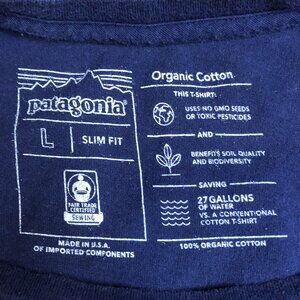 patagonia®
L
SLIM FIT
FAIR TRADE
CERTIFIED
SEWING
MADE IN U.S.A.
OF IMPORTED COMPONENTS
Organic Cotton
THIS T-SHIRT:
USES NO GMO SEEDS
OR TOXIC PESTICIDES
AND
BENEFITS SOIL QUALITY
AND BIODIVERSITY
SAVING
27 GALLONS
OF WATER
VS. A CONVENTIONAL
COTTON T-SHIRT
100% ORGANIC COTTON